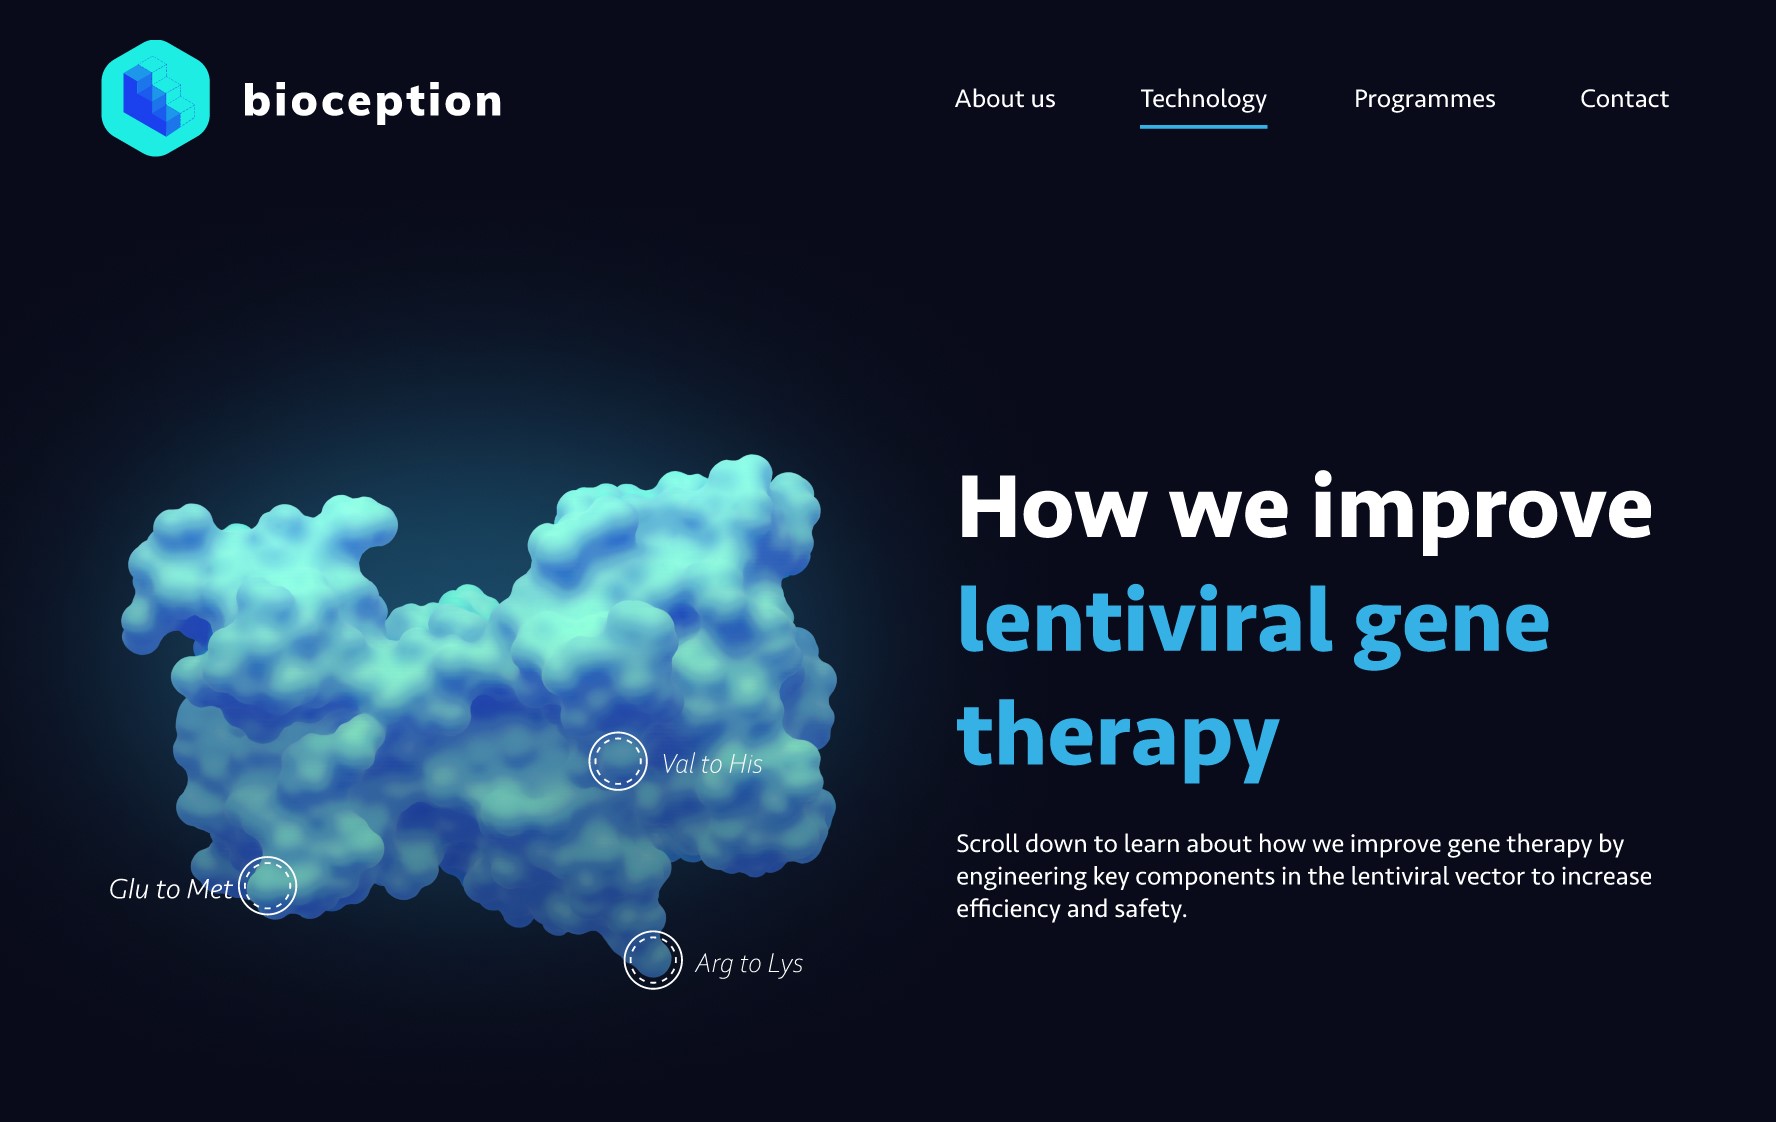 bioception
About us
Technology
Programmes
Contact
How we improve
lentiviral gene
therapy
Scroll down to learn about how we improve gene therapy by
engineering key components in the lentiviral vector to increase
efficiency and safety.
Val to His
Glu to Met
Arg to Lys